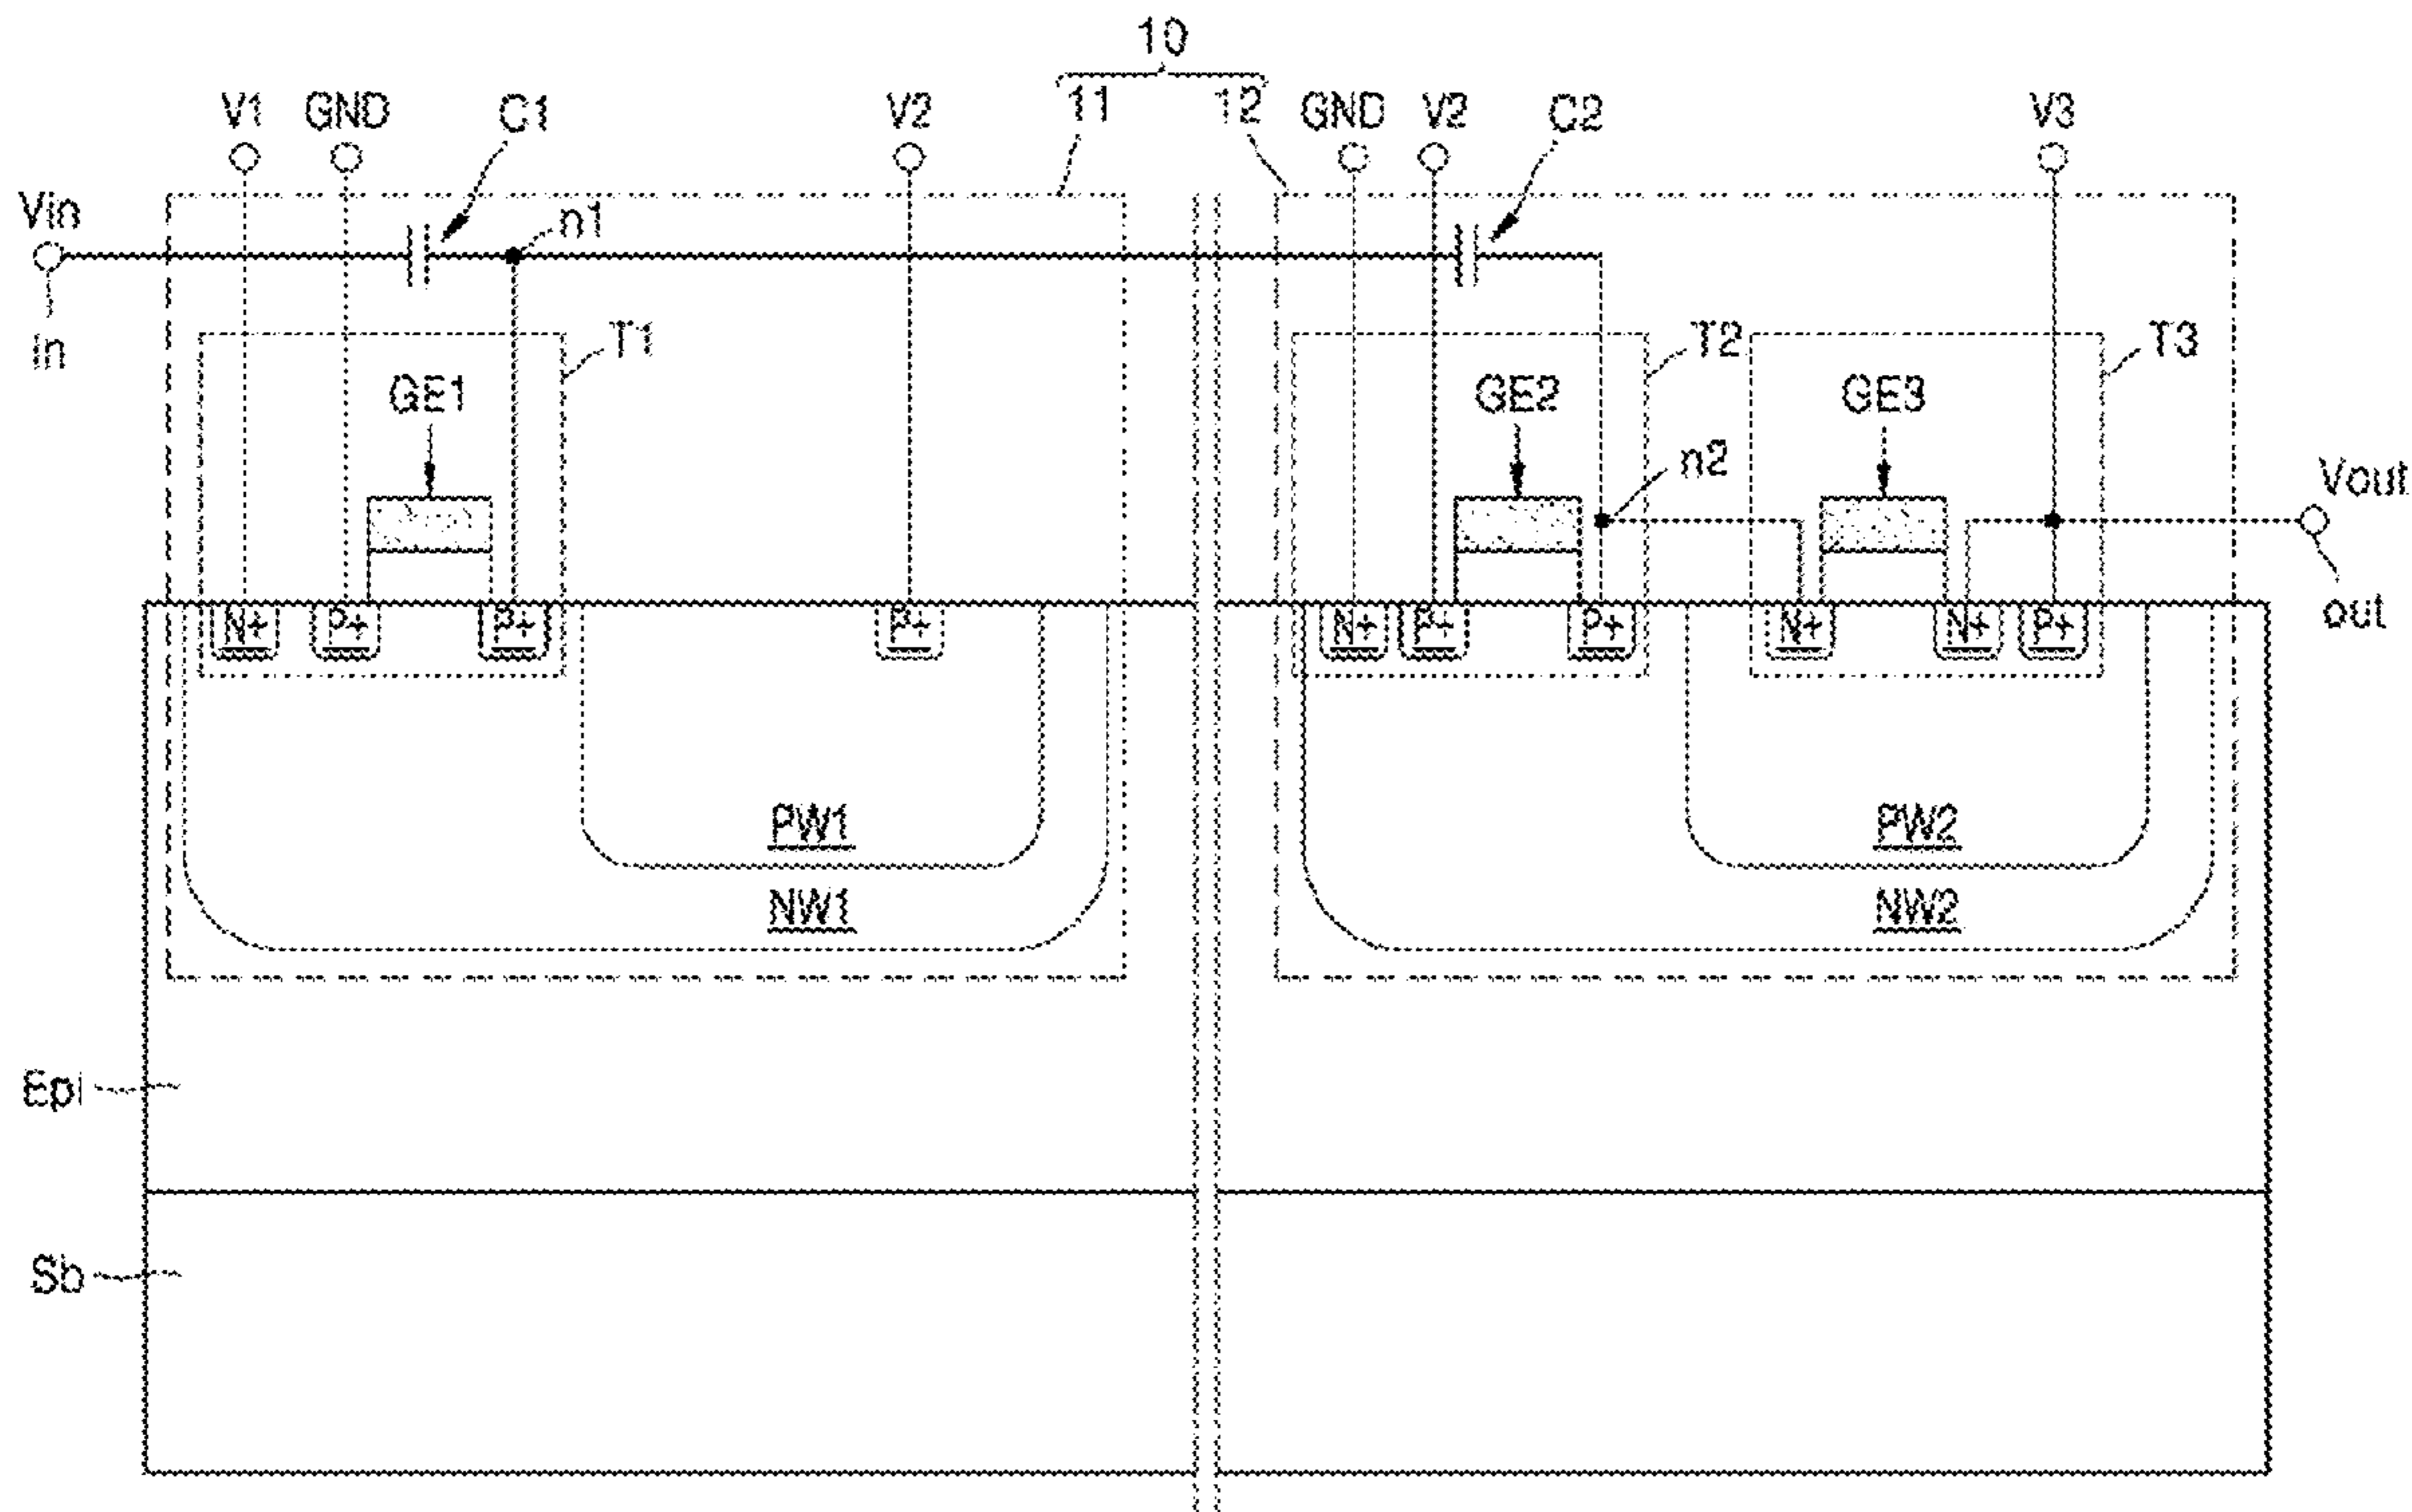 10
V1 GND C1 V2 11 12 GND V2 C2 V3
Vin n1
in T1 T2 T3
GE1 GE2 GE3
n2 Vout
out
N+ P+ P+ P+ N+ P+ P+ N+ N+ P+
PW1 PW2
NW1 NW2
Epi
Sb